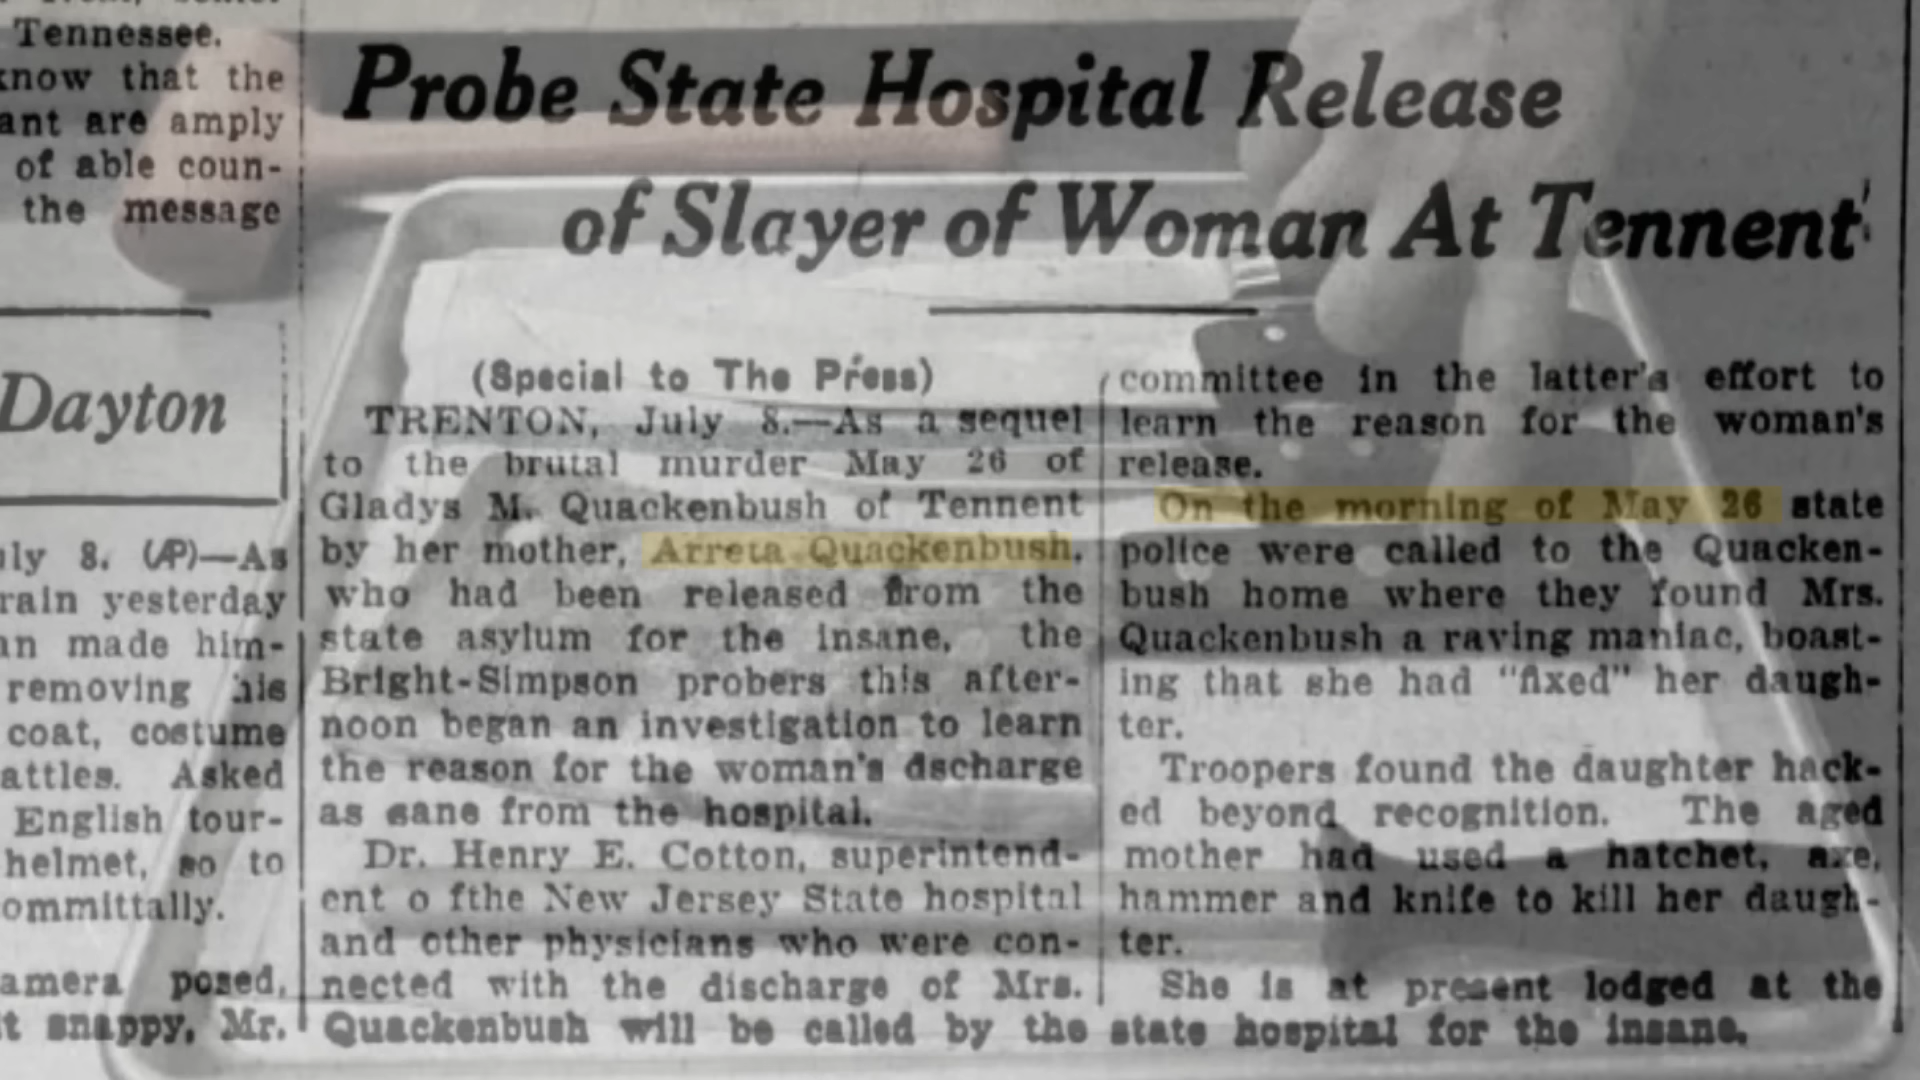 Tennessee.
know that the
ant are amply
of able coun-
the message
Dayton
uly 8. (AP)—As
rain yesterday
an made him-
removing his
coat, costume
attles. Asked
English tour-
helmet, so to
ommittally.
amera posed,
t snappy, Mr.
Probe State Hospital Release
of Slayer of Woman At Tennent
(Special to The Press)
TRENTON, July 8.—As a sequel
to the brutal murder May 26 of
Gladys M. Quackenbush of Tennent
by her mother, Arreta Quackenbush,
who had been released from the
state asylum for the insane, the
Bright-Simpson probers this after-
noon began an investigation to learn
the reason for the woman's dscharge
as sane from the hospital.
Dr. Henry E. Cotton, superintend-
ent o fthe New Jersey State hospital
and other physicians who were con-
nected with the discharge of Mrs.
Quackenbush will be called by the
committee in the latter's effort to
learn the reason for the woman's
release.
On the morning of May 26 state
police were called to the Quacken-
bush home where they found Mrs.
Quackenbush a raving maniac, boast-
ing that she had "fixed" her daugh-
ter.
Troopers found the daughter hack-
ed beyond recognition. The aged
mother had used a hatchet, axe,
hammer and knife to kill her daugh-
ter.
She is at present lodged at the
state hospital for the insane.